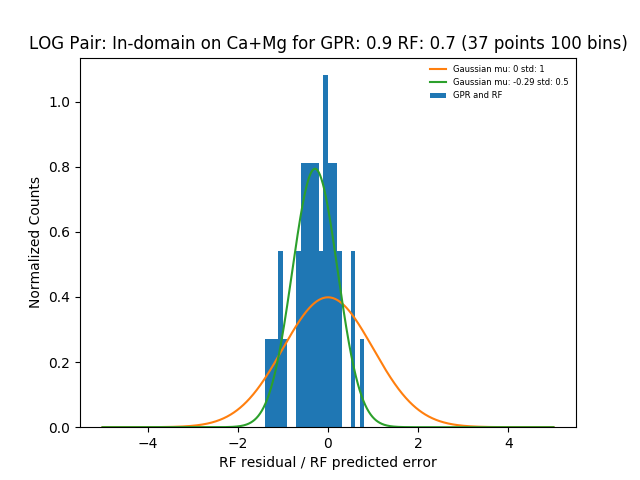 LOG Pair: In-domain on Ca+Mg for GPR: 0.9 RF: 0.7 (37 points 100 bins)
Gaussian mu: 0 std: 1
Gaussian mu: -0.29 std: 0.5
GPR and RF
Normalized Counts
1.0
0.8
0.6
0.4
0.2
0.0
−4 −2 0 2 4
RF residual / RF predicted error